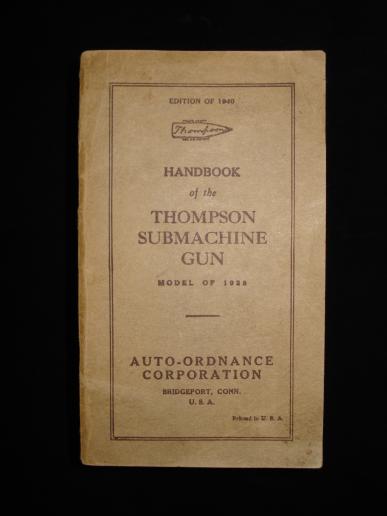 EDITION OF 1940
Thompson
HANDBOOK
of the
THOMPSON
SUBMACHINE
GUN
MODEL OF 1928
AUTO-ORDNANCE
CORPORATION
BRIDGEPORT, CONN.
U. S. A.
Printed in U. S. A.